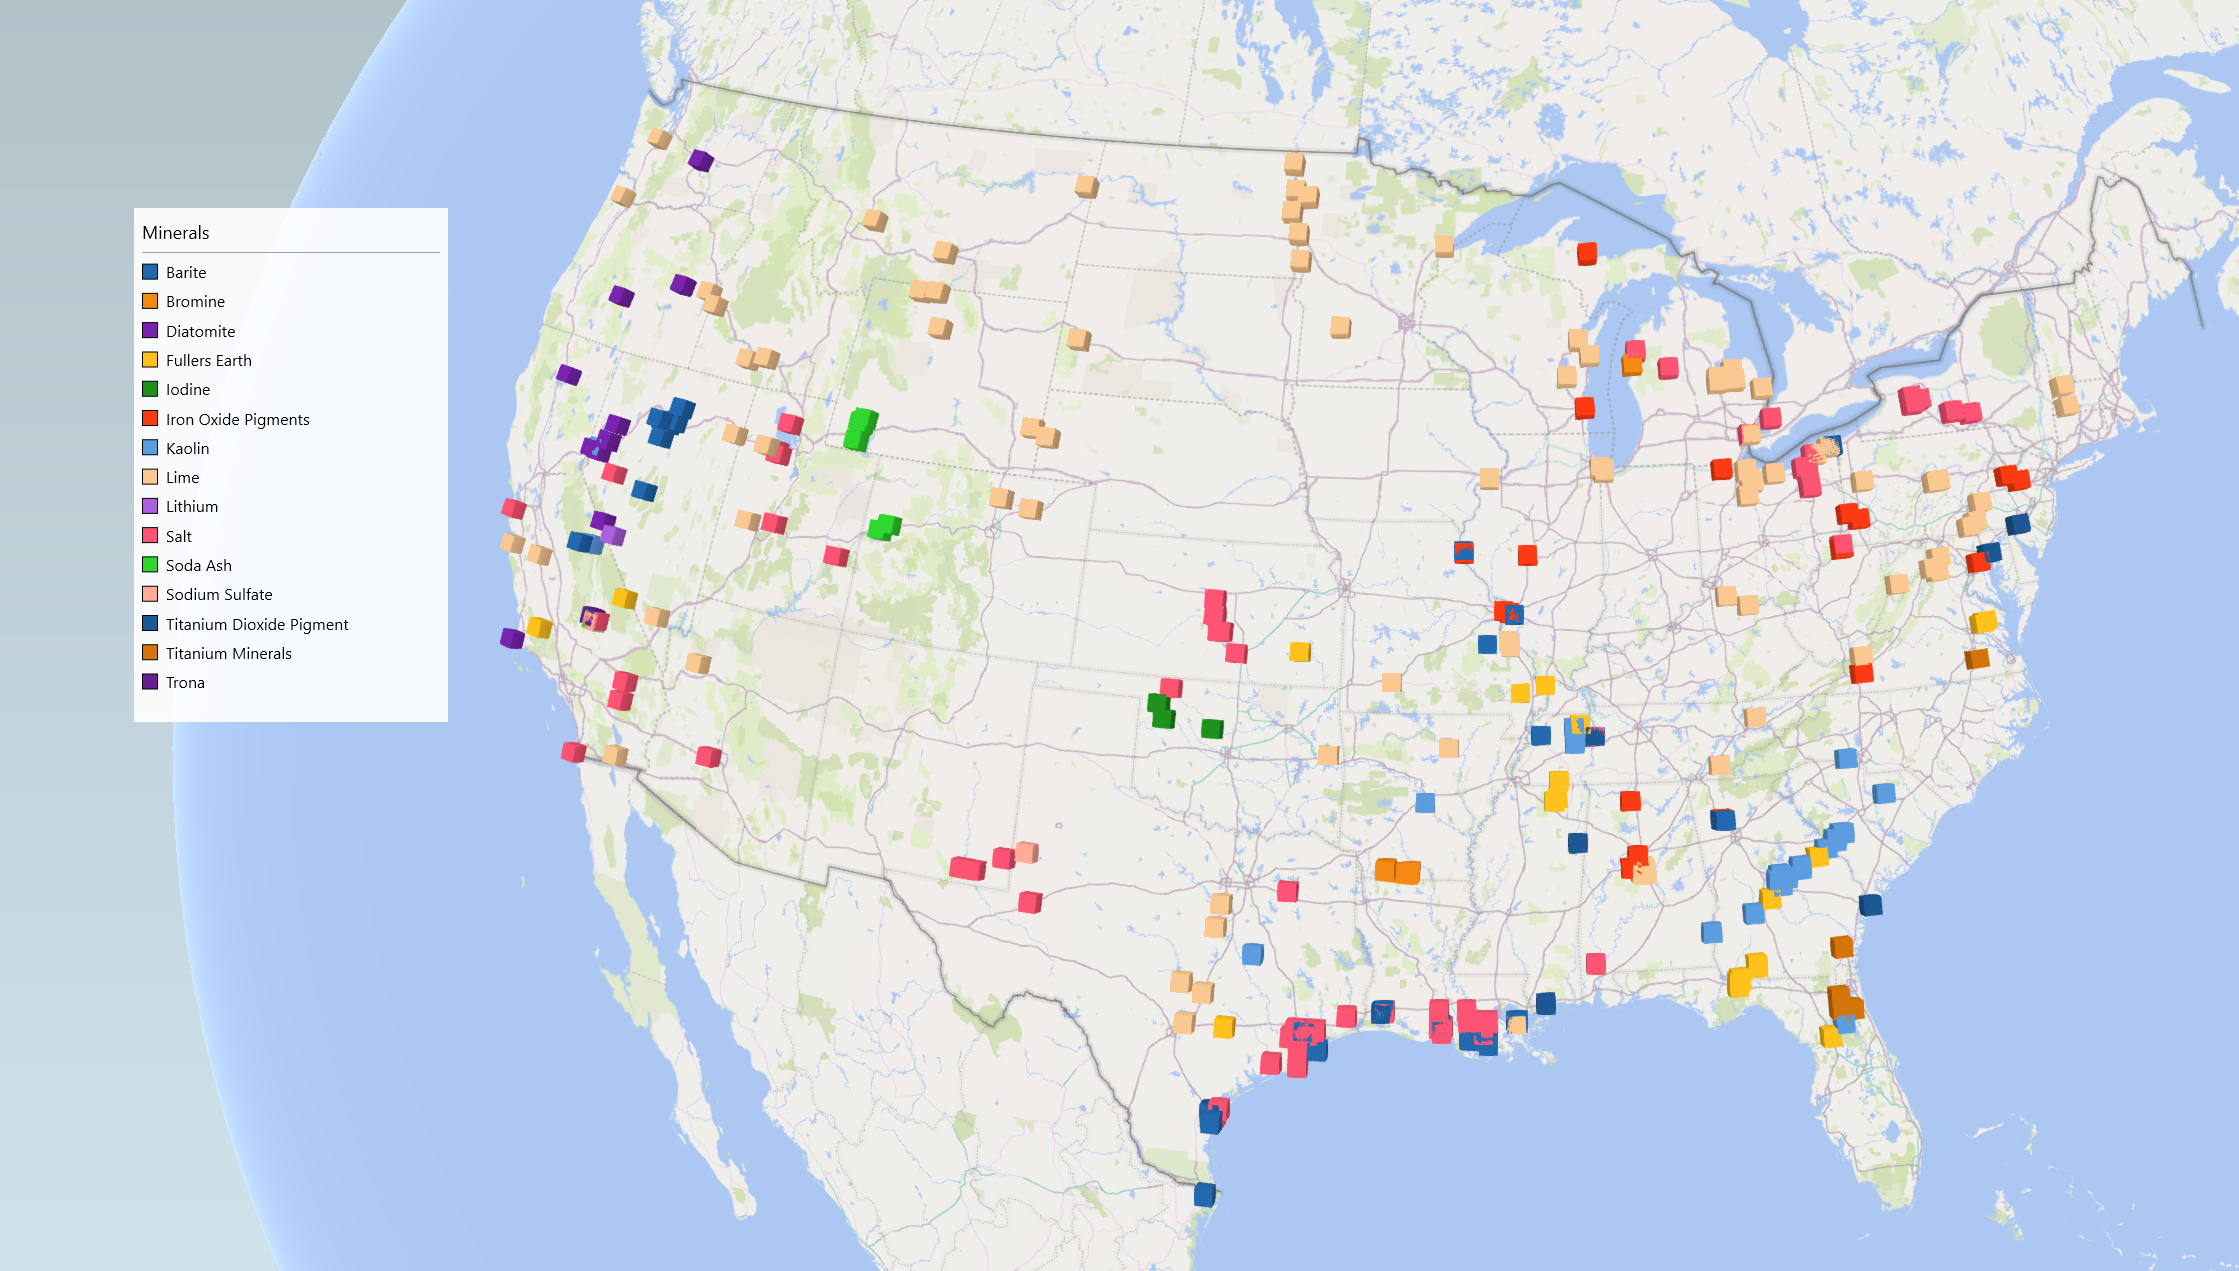 Minerals
Barite
Bromine
Diatomite
Fullers Earth
Iodine
Iron Oxide Pigments
Kaolin
Lime
Lithium
Salt
Soda Ash
Sodium Sulfate
Titanium Dioxide Pigment
Titanium Minerals
Trona